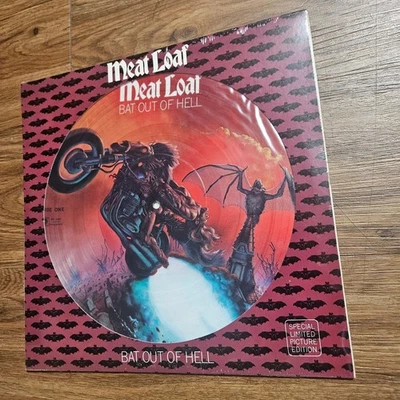 Meat Loaf
Meat Loaf
BAT OUT OF HELL
SIDE ONE
BAT OUT OF HELL
SPECIAL
LIMITED
PICTURE
EDITION